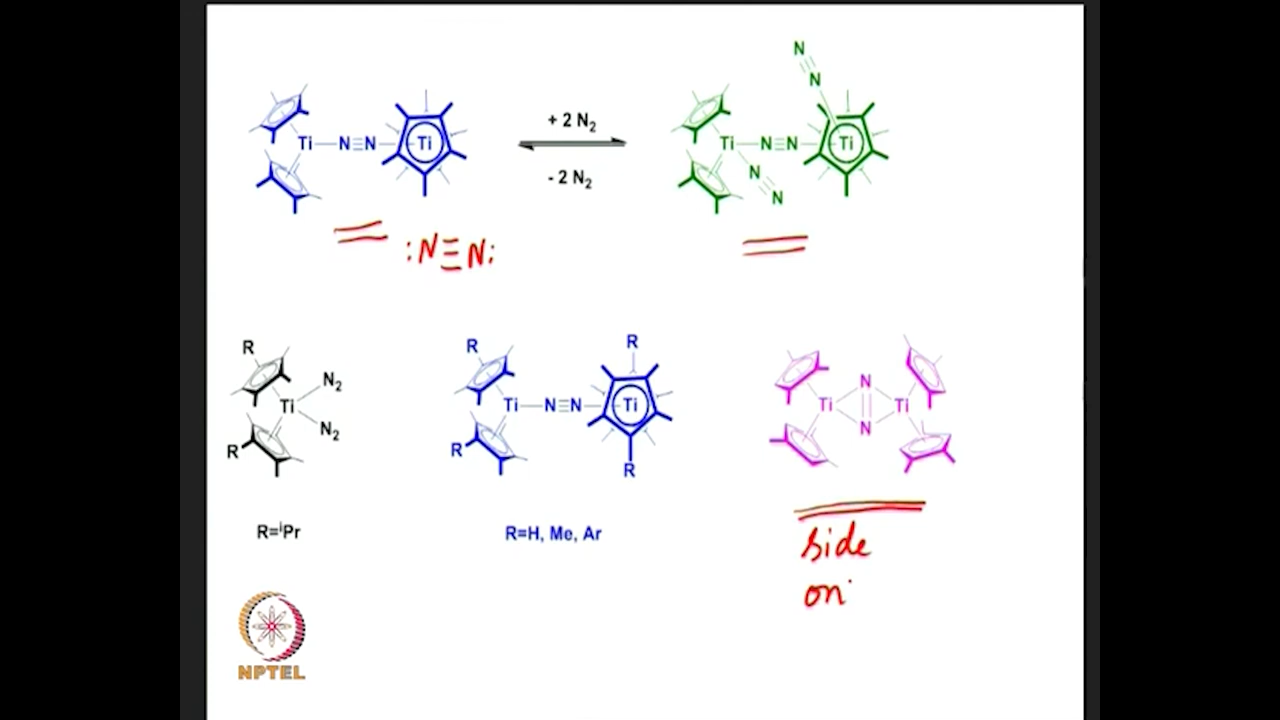 Ti N≡N Ti
+ 2 N₂
- 2 N₂
N≡N
Ti N≡N Ti
N≡N
:N≡N:
R
R
Ti
N₂
N₂
R=ⁱPr
R
R
Ti N≡N Ti
R
R
R=H, Me, Ar
Ti N=N Ti
side
on
NPTEL